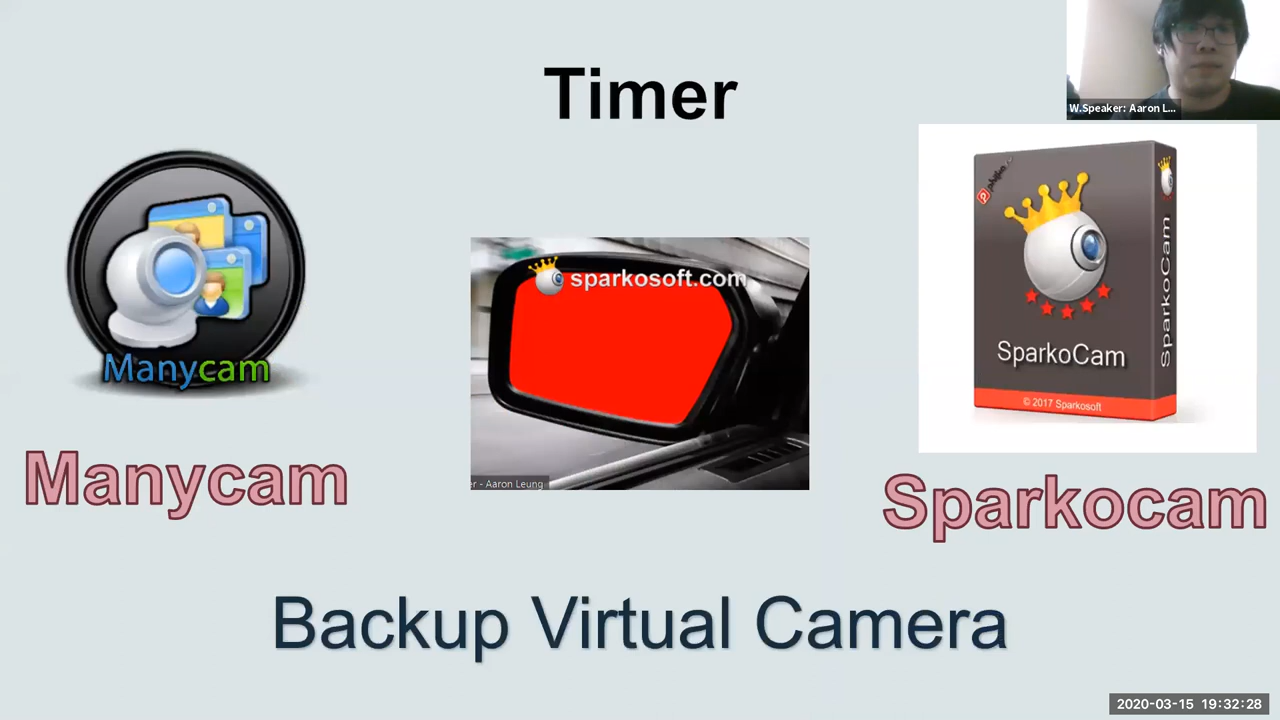 Timer
W.Speaker: Aaron L...
Manycam
sparkosoft.com
er - Aaron Leung
SparkoCam
SparkoCam
© 2017 Sparkosoft
Manycam
Sparkocam
Backup Virtual Camera
2020-03-15 19:32:28